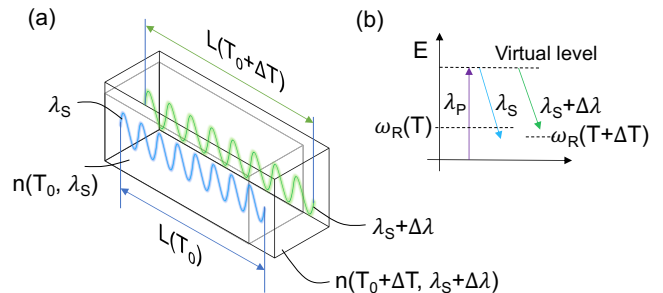 (a)
L(T₀+ΔT)
λS
n(T₀, λS)
L(T₀)
λS+Δλ
n(T₀+ΔT, λS+Δλ)
(b)
E
Virtual level
λP
λS
λS+Δλ
ωR(T)
ωR(T+ΔT)